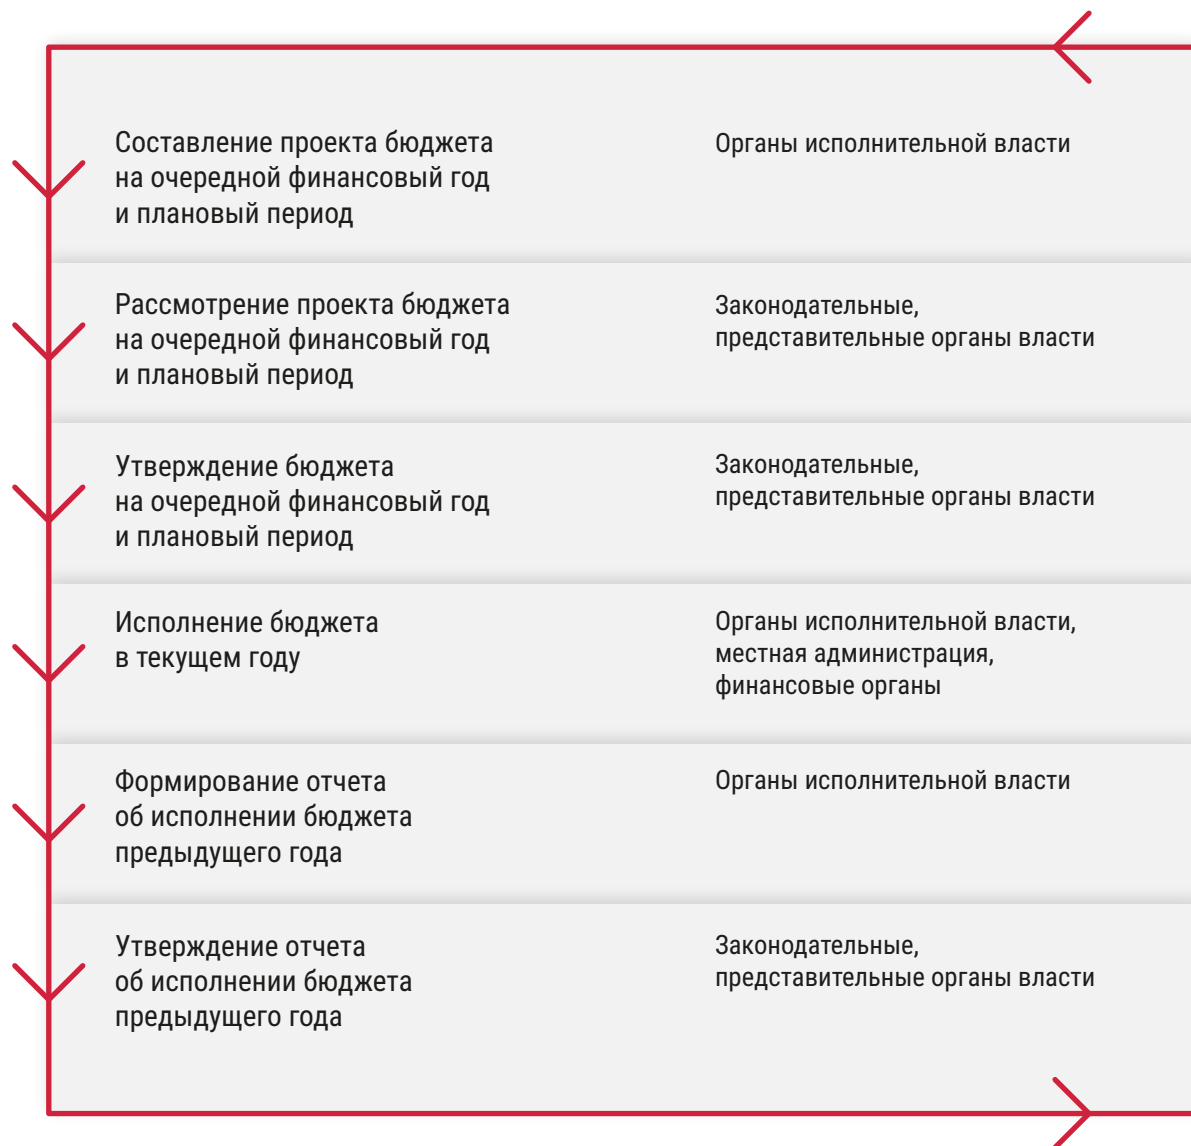 Составление проекта бюджета
на очередной финансовый год
и плановый период
Органы исполнительной власти
Рассмотрение проекта бюджета
на очередной финансовый год
и плановый период
Законодательные,
представительные органы власти
Утверждение бюджета
на очередной финансовый год
и плановый период
Законодательные,
представительные органы власти
Исполнение бюджета
в текущем году
Органы исполнительной власти,
местная администрация,
финансовые органы
Формирование отчета
об исполнении бюджета
предыдущего года
Органы исполнительной власти
Утверждение отчета
об исполнении бюджета
предыдущего года
Законодательные,
представительные органы власти